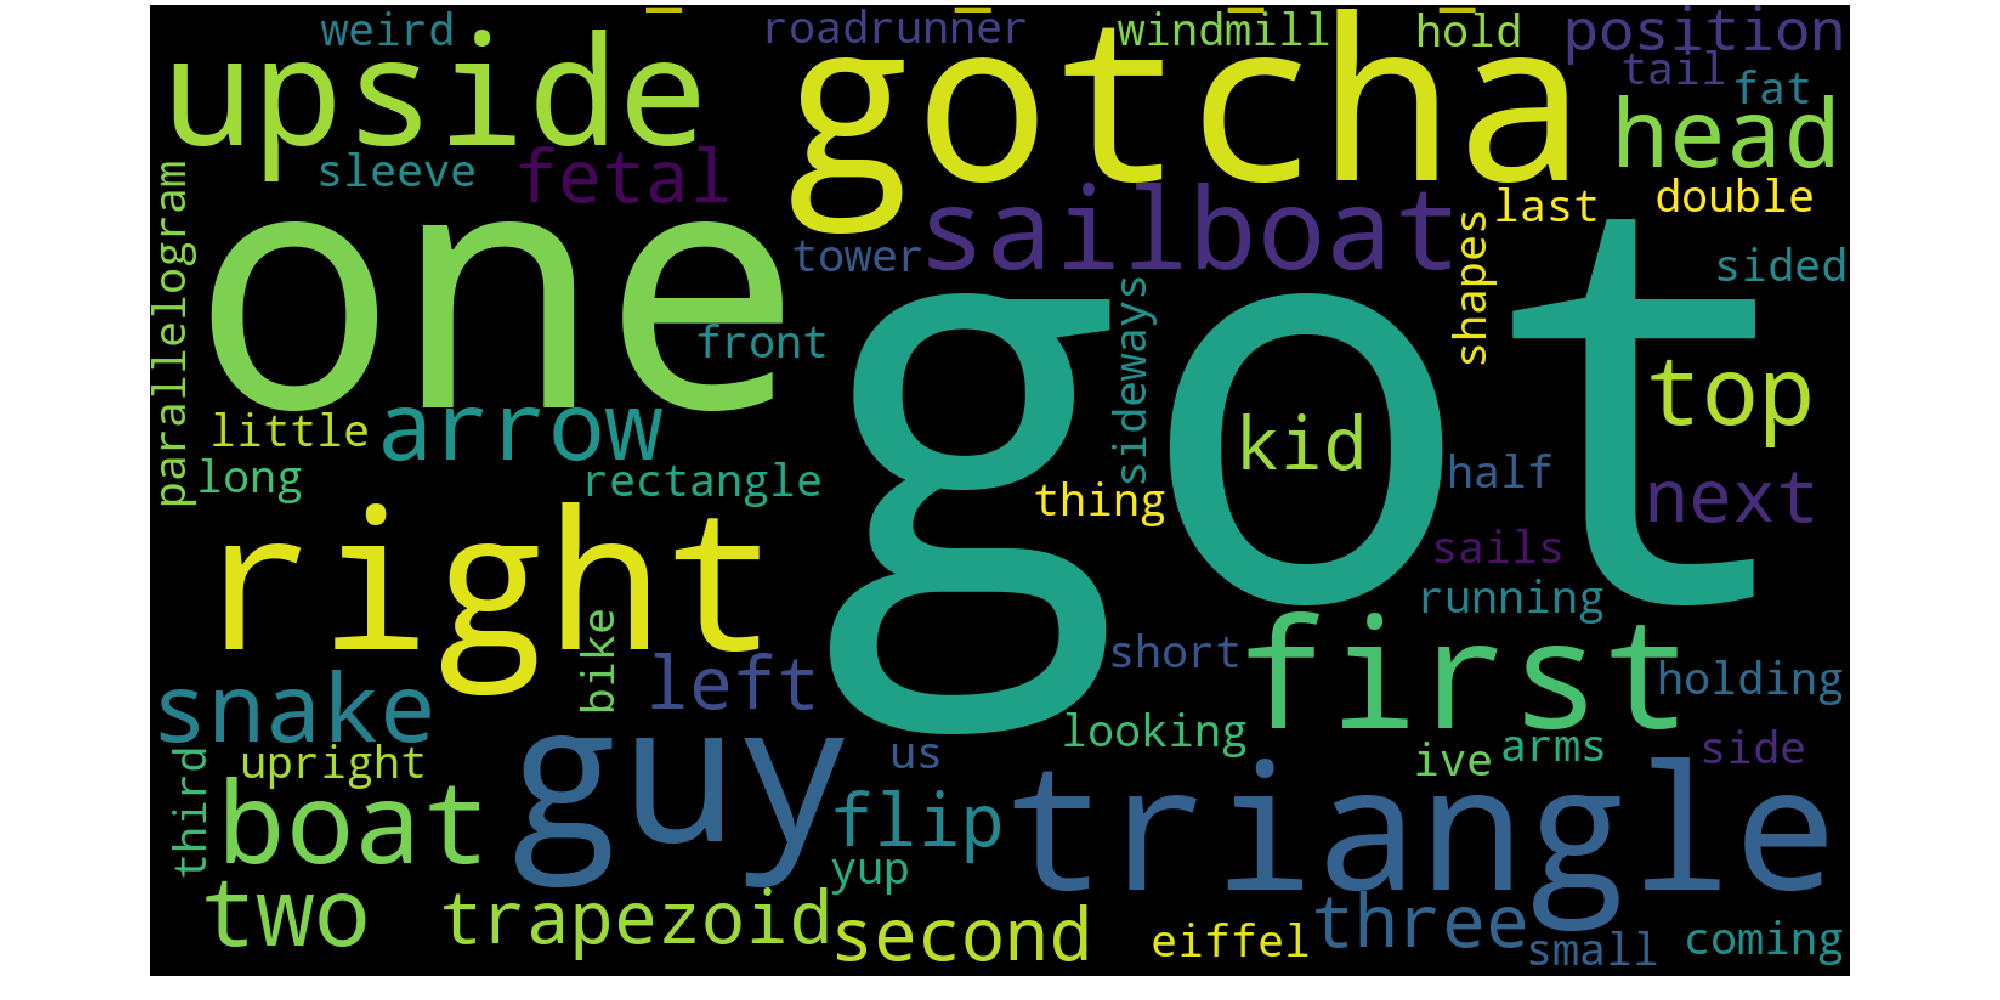 weird
roadrunner
windmill
hold
position
upside
gotcha
tail
fat
head
sleeve
fetal
parallelogram
one
sailboat
last
double
tower
shapes
sided
got
front
sideways
top
little
arrow
kid
long
rectangle
thing
half
next
right
sails
running
bike
short
first
snake
left
holding
looking
guy
us
ive
arms
side
third
upright
boat
flip
triangle
yup
two
trapezoid
second
eiffel
three
small
coming